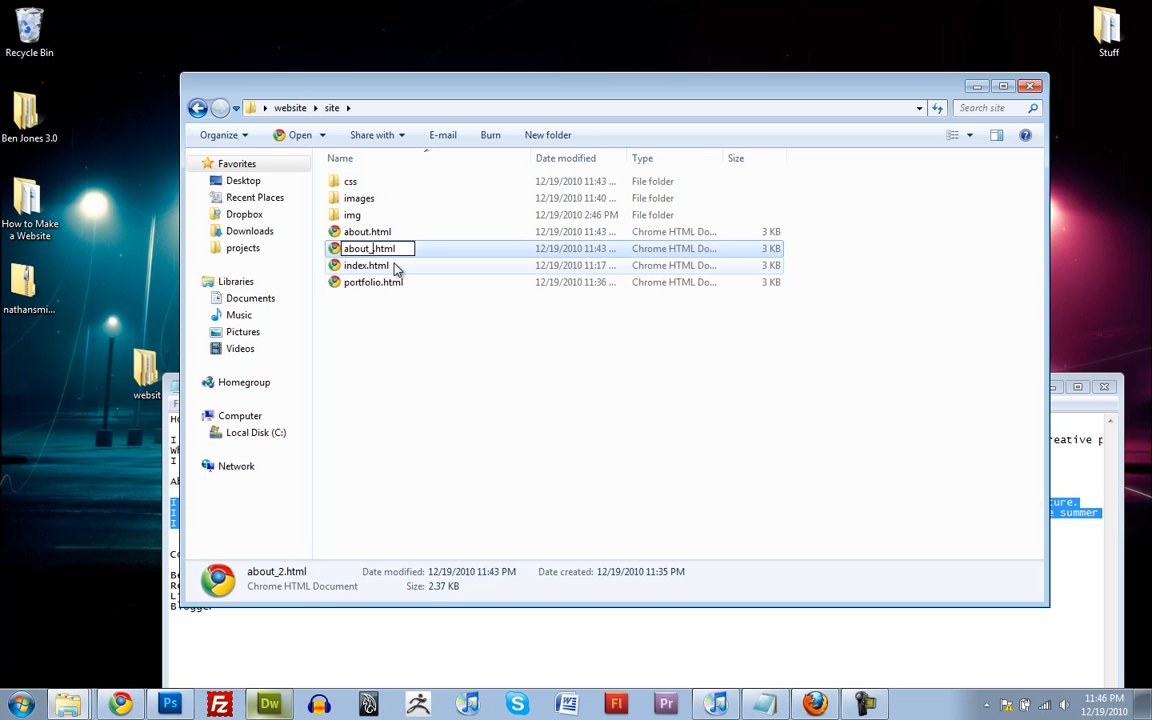 Recycle Bin
Stuff
Ben Jones 3.0
How to Make
a Website
nathansmi...
websit
website
site
Search site
Organize
Open
Share with
E-mail
Burn
New folder
Name
Date modified
Type
Size
Favorites
Desktop
Recent Places
Dropbox
Downloads
projects
Libraries
Documents
Music
Pictures
Videos
Homegroup
Computer
Local Disk (C:)
Network
css 12/19/2010 11:43 ... File folder
images 12/19/2010 11:40 ... File folder
img 12/19/2010 2:46 PM File folder
about.html 12/19/2010 11:43 ... Chrome HTML Do... 3 KB
about_.html 12/19/2010 11:43 ... Chrome HTML Do... 3 KB
index.html 12/19/2010 11:17 ... Chrome HTML Do... 3 KB
portfolio.html 12/19/2010 11:36 ... Chrome HTML Do... 3 KB
about_2.html Date modified: 12/19/2010 11:43 PM Date created: 12/19/2010 11:35 PM
Chrome HTML Document Size: 2.37 KB
reative p
ture.
e summer
Blogger
Ps
Fz
Dw
W
Fl
Pr
11:46 PM
12/19/2010